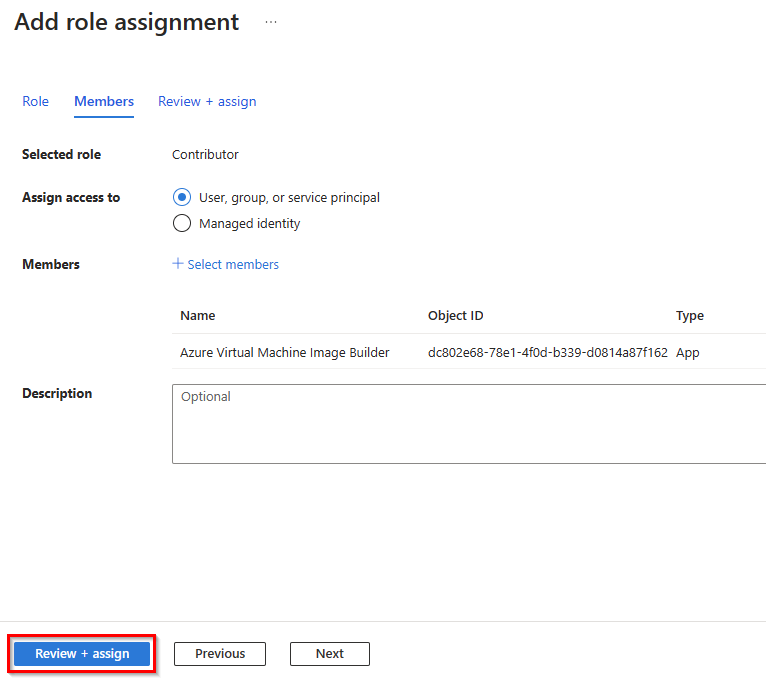 Add role assignment ...
Role Members Review + assign
Selected role Contributor
Assign access to User, group, or service principal
Managed identity
Members + Select members
Name Object ID Type
Azure Virtual Machine Image Builder dc802e68-78e1-4f0d-b339-d0814a87f162 App
Description Optional
Review + assign Previous Next